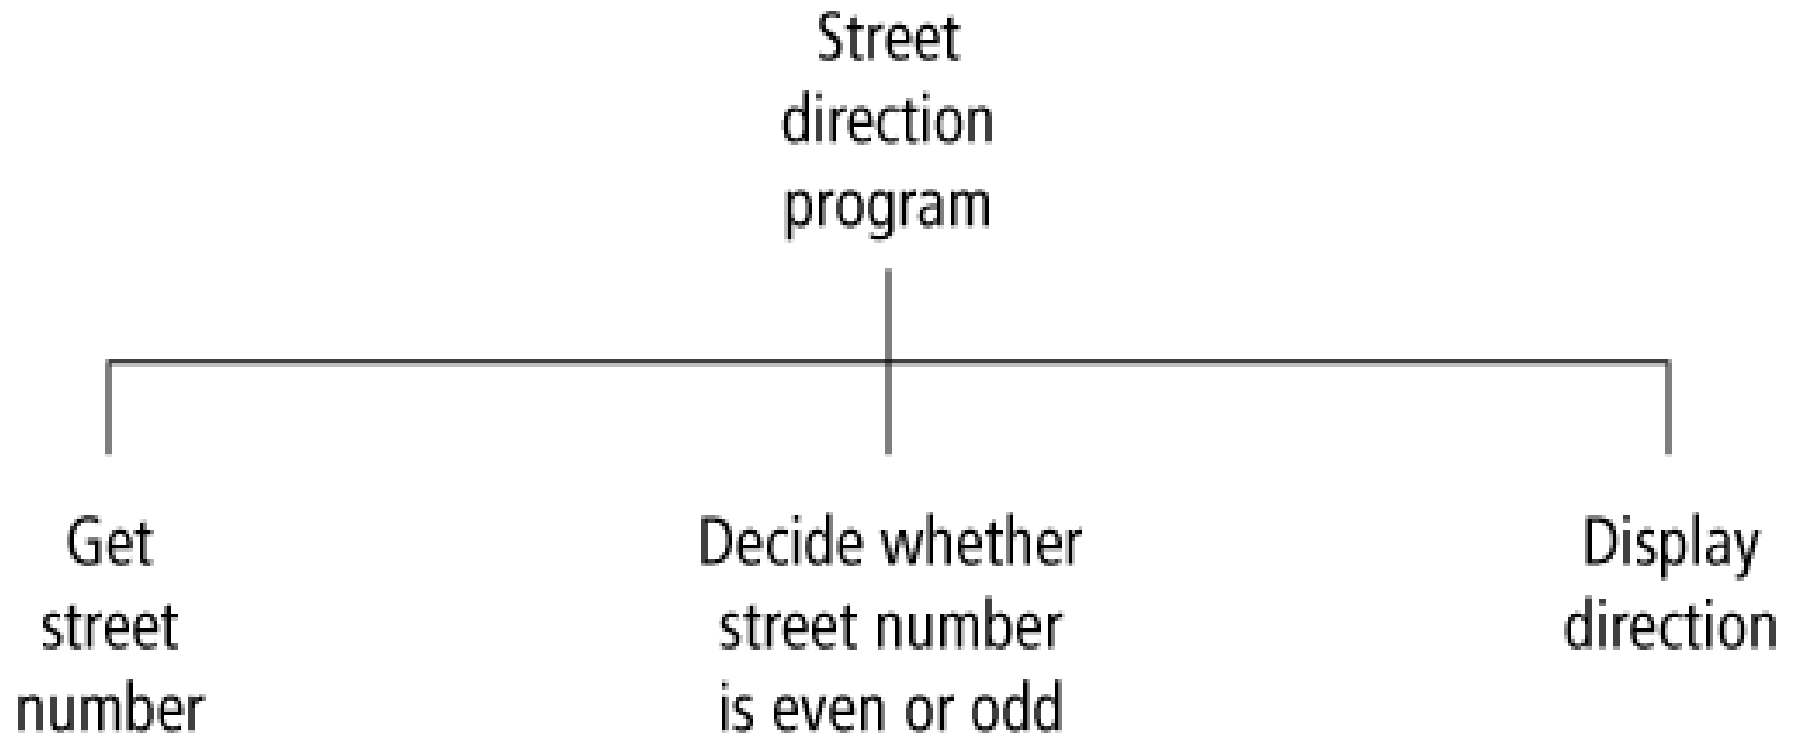 Street
direction
program
Get
street
number
Decide whether
street number
is even or odd
Display
direction